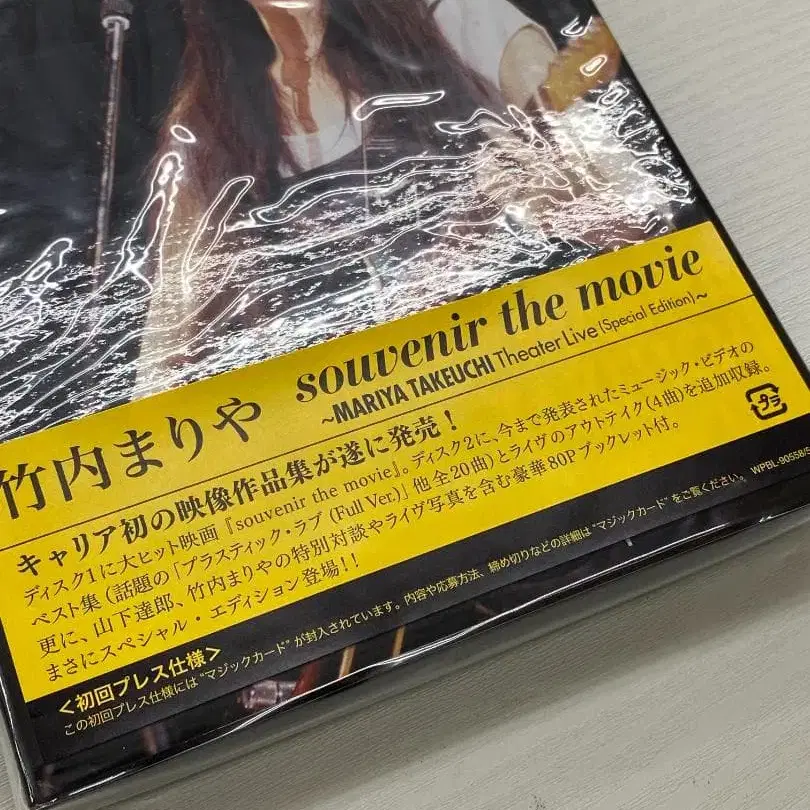 竹内まりや souvenir the movie
~MARIYA TAKEUCHI Theater Live (Special Edition)~
キャリア初の映像作品集が遂に発売！
ディスク1に大ヒット映画『souvenir the movie』。ディスク2に、今まで発表されたミュージック・ビデオの
ベスト集（話題の「プラスティック・ラブ (Full Ver.)」他全20曲）とライヴのアウトテイク(4曲)を追加収録。
更に、山下達郎、竹内まりやの特別対談やライヴ写真を含む豪華80Pブックレット付。
まさにスペシャル・エディション登場！！
プラ
WPBL-90558/
＜初回プレス仕様＞
この初回プレス仕様には"マジックカード"が封入されています。内容や応募方法、締め切りなどの詳細は"マジックカード"をご覧ください。